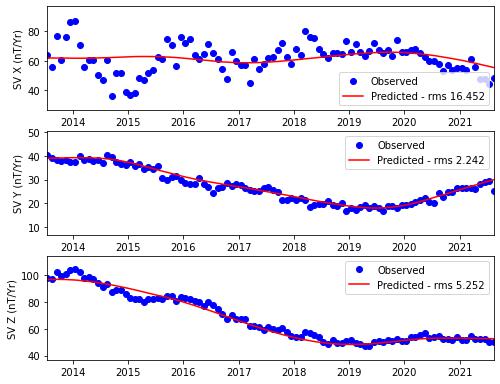 SV X (nT/Yr)
80
60
40
Observed
Predicted - rms 16.452
2014 2015 2016 2017 2018 2019 2020 2021
SV Y (nT/Yr)
50
40
30
20
10
Observed
Predicted - rms 2.242
2014 2015 2016 2017 2018 2019 2020 2021
SV Z (nT/Yr)
100
80
60
40
Observed
Predicted - rms 5.252
2014 2015 2016 2017 2018 2019 2020 2021